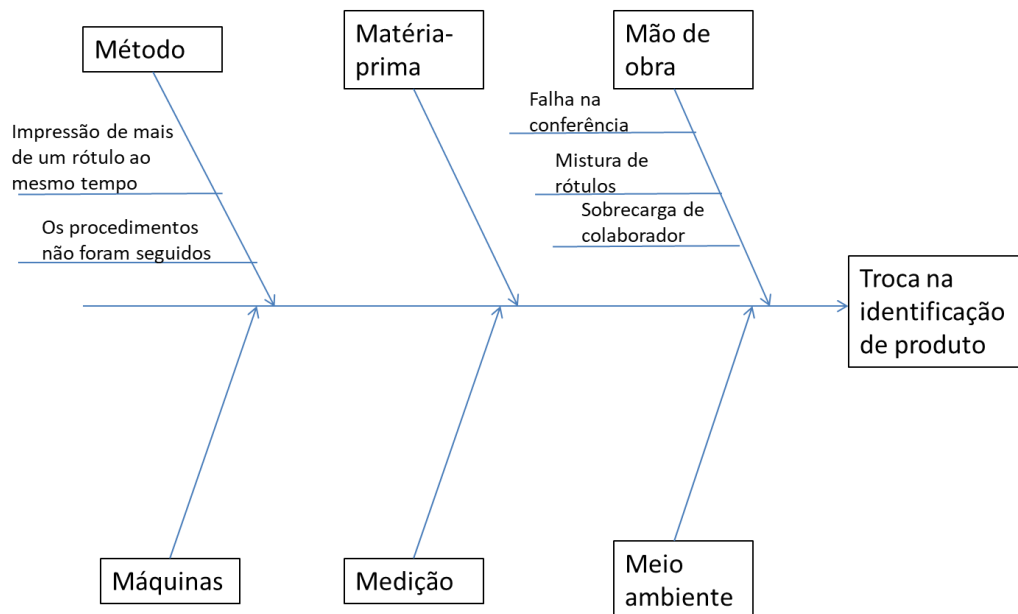 Método
Matéria-
prima
Mão de
obra
Impressão de mais
de um rótulo ao
mesmo tempo
Os procedimentos
não foram seguidos
Falha na
conferência
Mistura de
rótulos
Sobrecarga de
colaborador
Troca na
identificação
de produto
Máquinas
Medição
Meio
ambiente